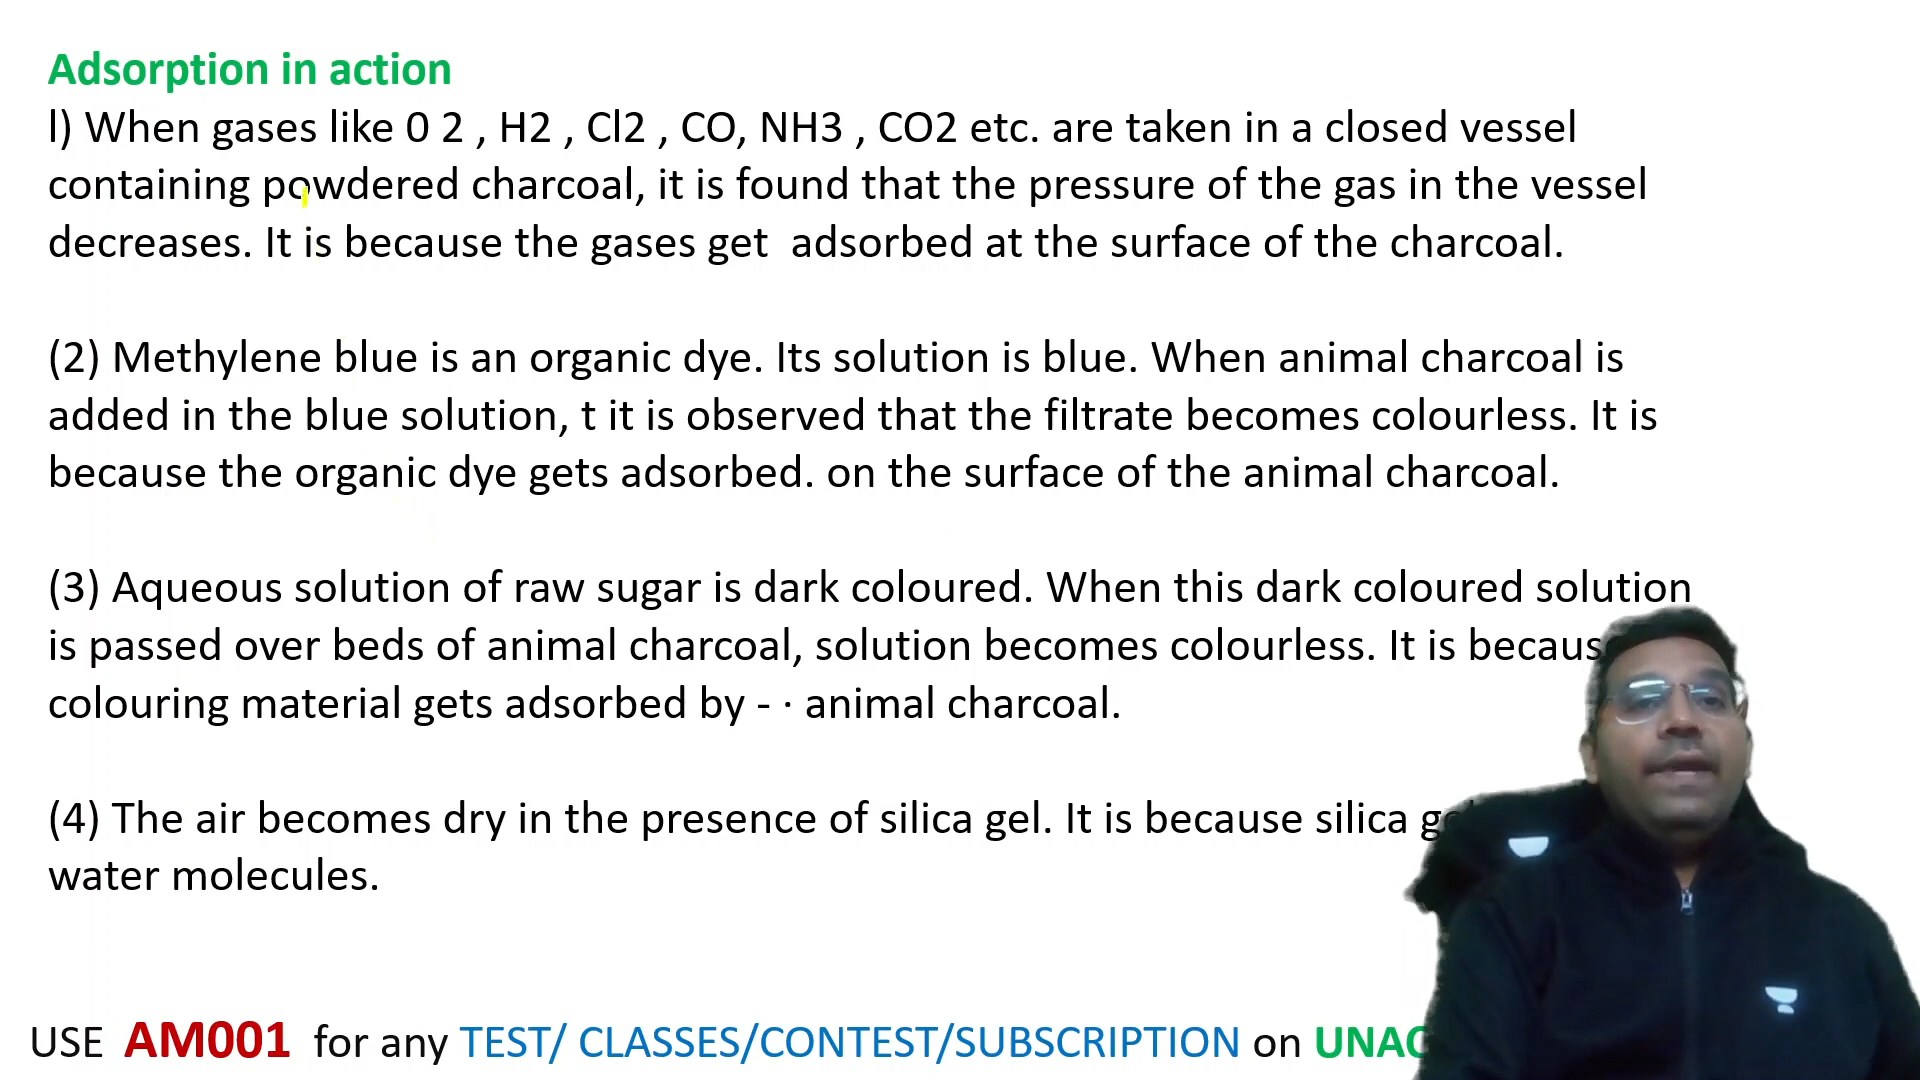 Adsorption in action
l) When gases like 0 2 , H2 , Cl2 , CO, NH3 , CO2 etc. are taken in a closed vessel
containing powdered charcoal, it is found that the pressure of the gas in the vessel
decreases. It is because the gases get  adsorbed at the surface of the charcoal.
(2) Methylene blue is an organic dye. Its solution is blue. When animal charcoal is
added in the blue solution, t it is observed that the filtrate becomes colourless. It is
because the organic dye gets adsorbed. on the surface of the animal charcoal.
(3) Aqueous solution of raw sugar is dark coloured. When this dark coloured solution
is passed over beds of animal charcoal, solution becomes colourless. It is
colouring material gets adsorbed by - · animal charcoal.
(4) The air becomes dry in the presence of silica gel. It is because silica
water molecules.
USE AM001 for any TEST/ CLASSES/CONTEST/SUBSCRIPTION on